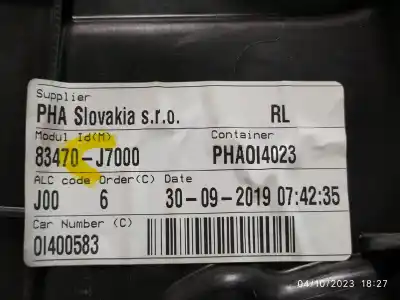 Supplier
PHA Slovakia s.r.o. RL
Modul Id(M) Container
83470-J7000 PHAOI4023
ALC code Order(C) Date
J00 6 30-09-2019 07:42:35
Car Number (C)
OI400583
04/10/2023 18:27